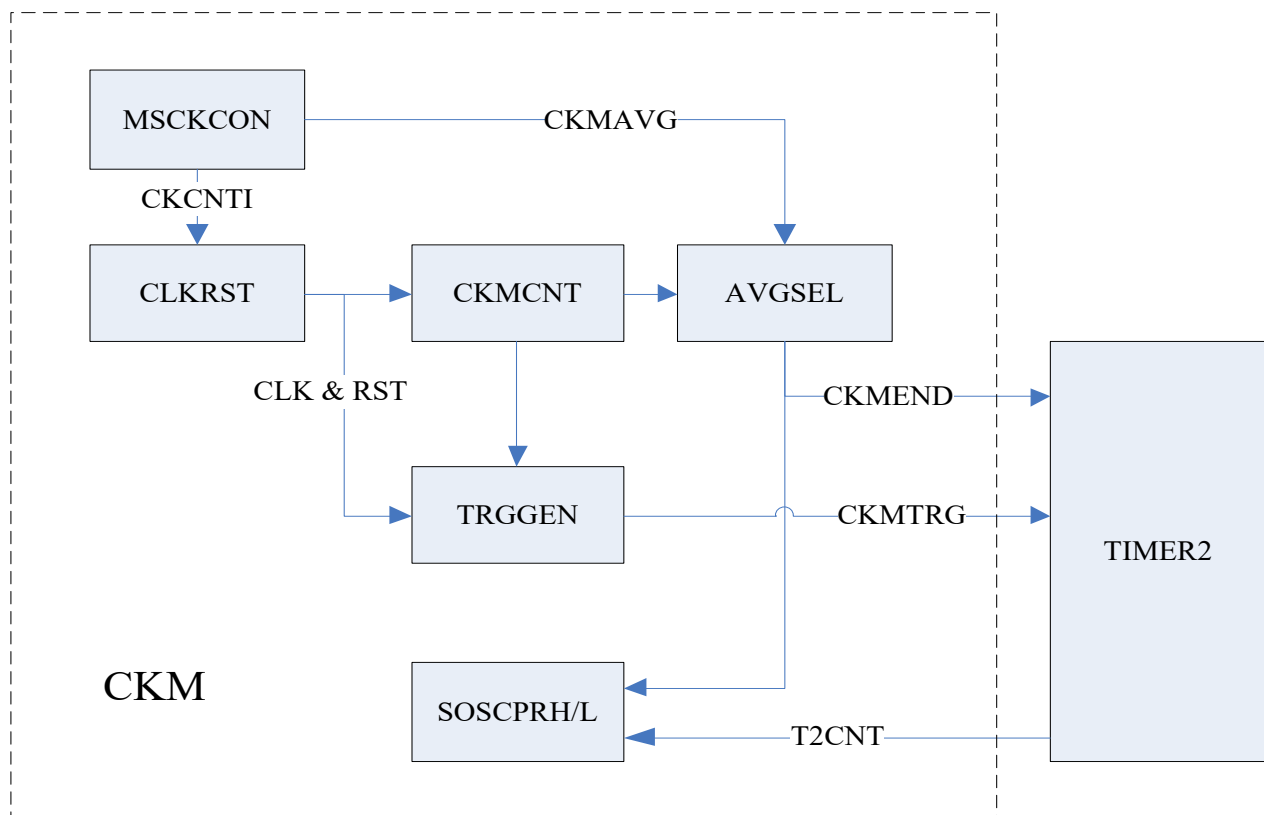 MSCKCON
CKMAVG
CKCNTI
CLKRST
CKMCNT
AVGSEL
CLK & RST
CKMEND
TRGGEN
CKMTRG
TIMER2
CKM
SOSCPRH/L
T2CNT